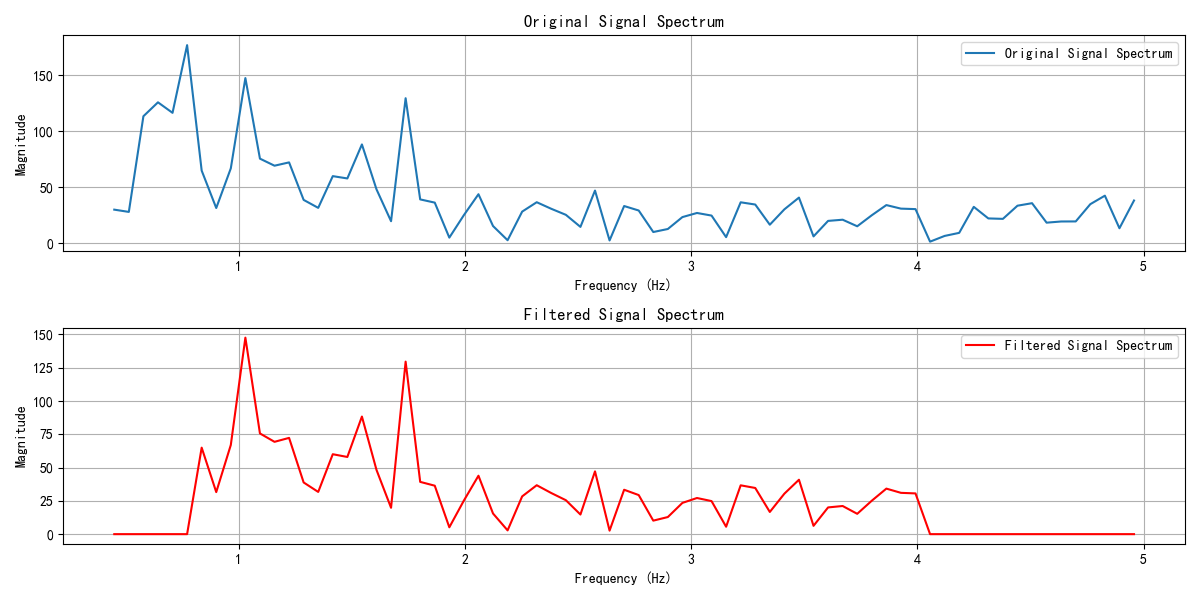 Original Signal Spectrum
Original Signal Spectrum
150
100
50
0
Magnitude
1 2 3 4 5
Frequency (Hz)
Filtered Signal Spectrum
Filtered Signal Spectrum
150
125
100
75
50
25
0
Magnitude
1 2 3 4 5
Frequency (Hz)